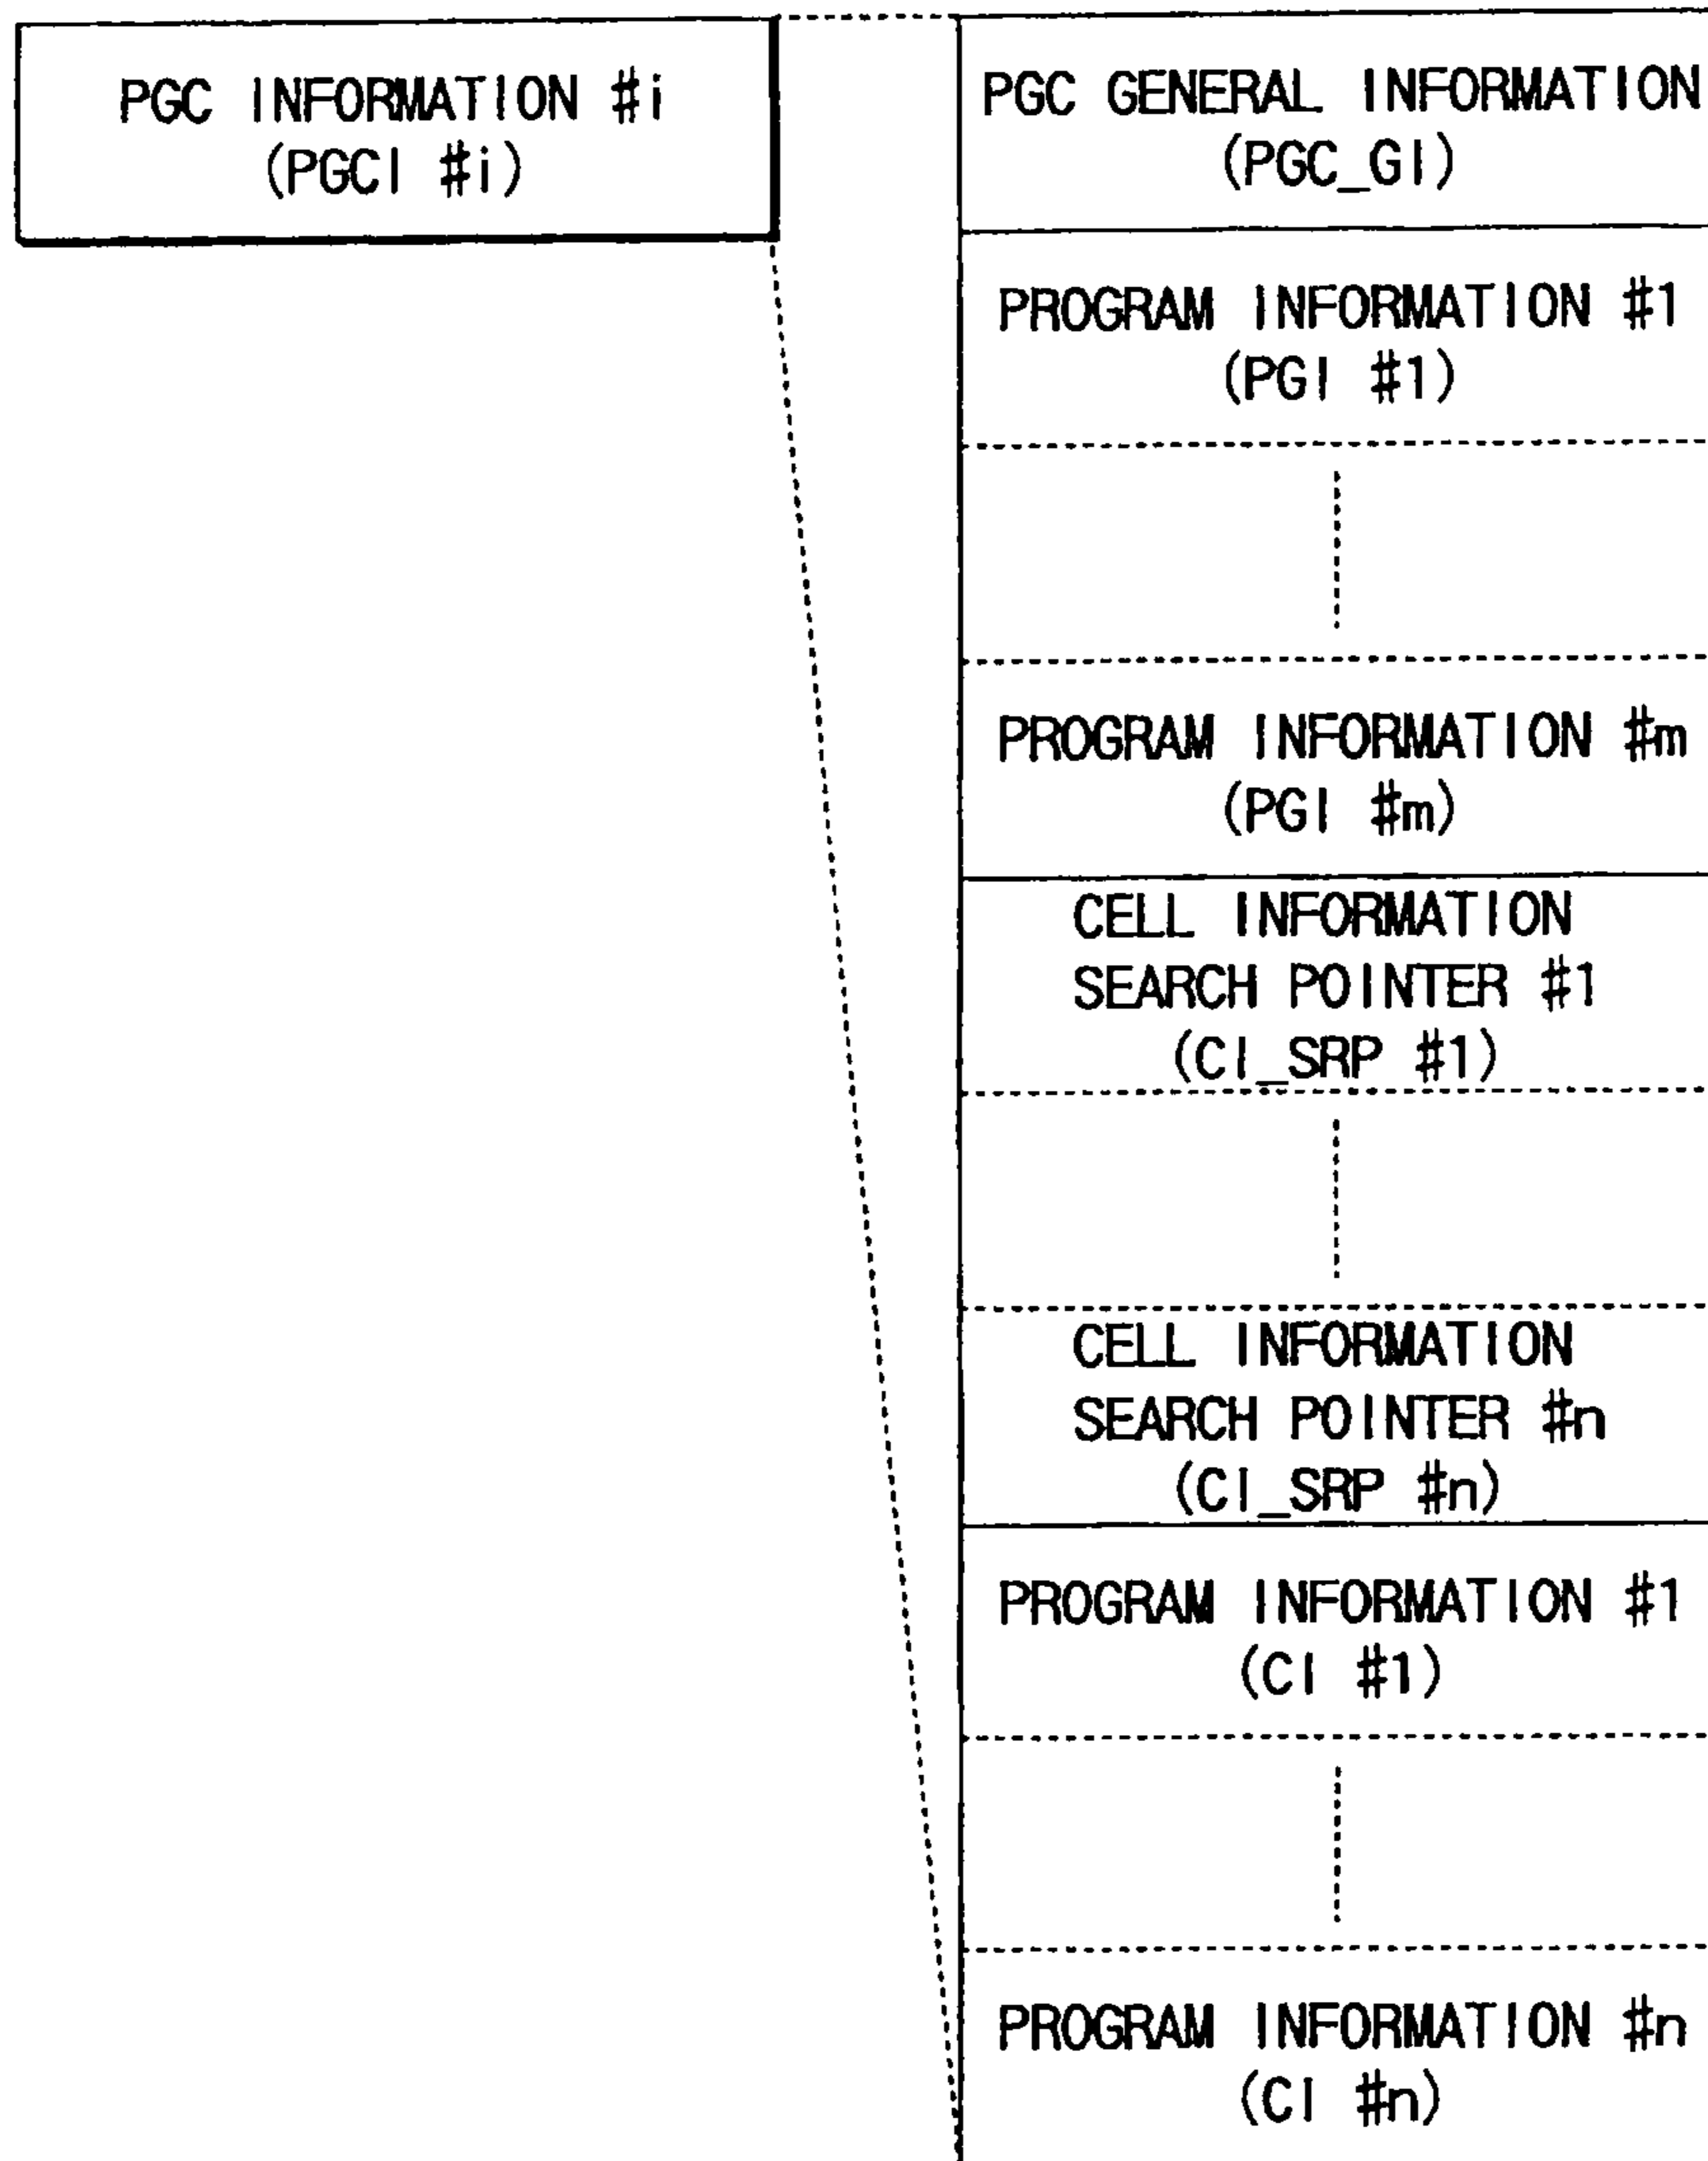 PGC INFORMATION #i
(PGCI #i)
PGC GENERAL INFORMATION
(PGC_GI)
PROGRAM INFORMATION #1
(PGI #1)
PROGRAM INFORMATION #m
(PGI #m)
CELL INFORMATION
SEARCH POINTER #1
(CI_SRP #1)
CELL INFORMATION
SEARCH POINTER #n
(CI_SRP #n)
PROGRAM INFORMATION #1
(CI #1)
PROGRAM INFORMATION #n
(CI #n)